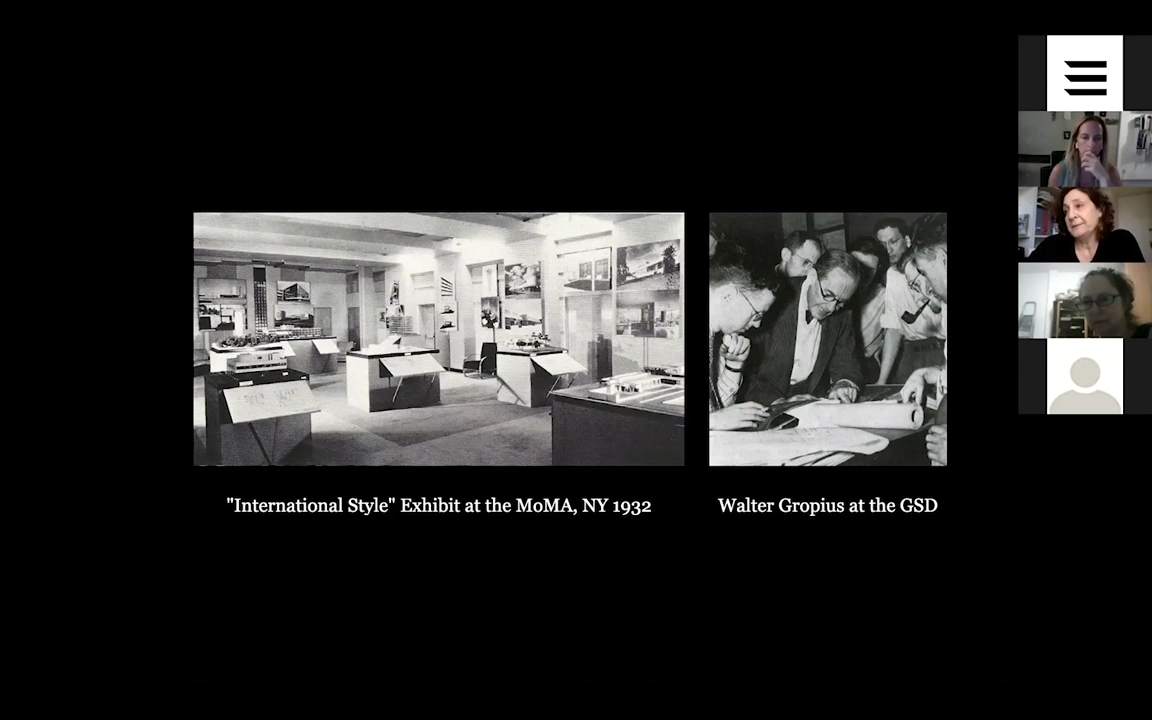 "International Style" Exhibit at the MoMA, NY 1932
Walter Gropius at the GSD